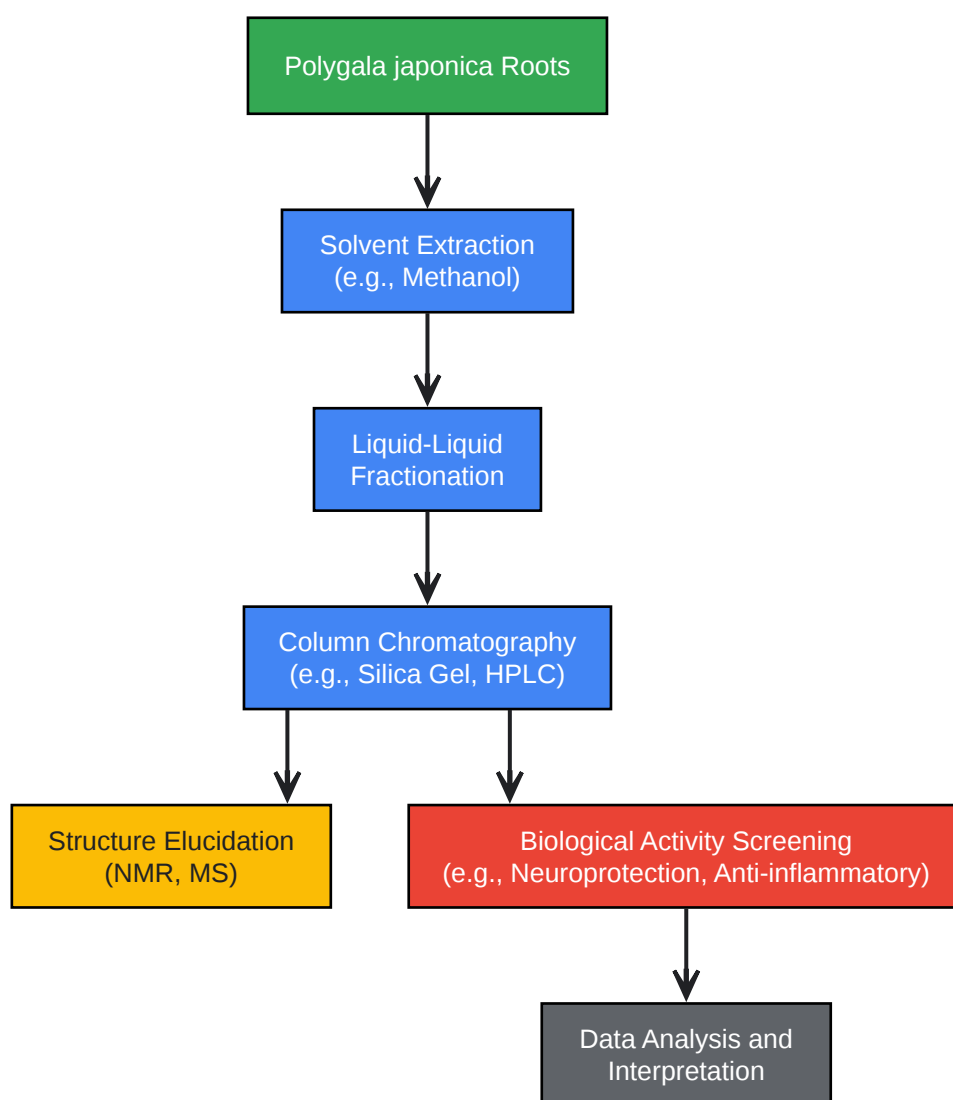 Polygala japonica Roots
Solvent Extraction
(e.g., Methanol)
Liquid-Liquid
Fractionation
Column Chromatography
(e.g., Silica Gel, HPLC)
Structure Elucidation
(NMR, MS)
Biological Activity Screening
(e.g., Neuroprotection, Anti-inflammatory)
Data Analysis and
Interpretation